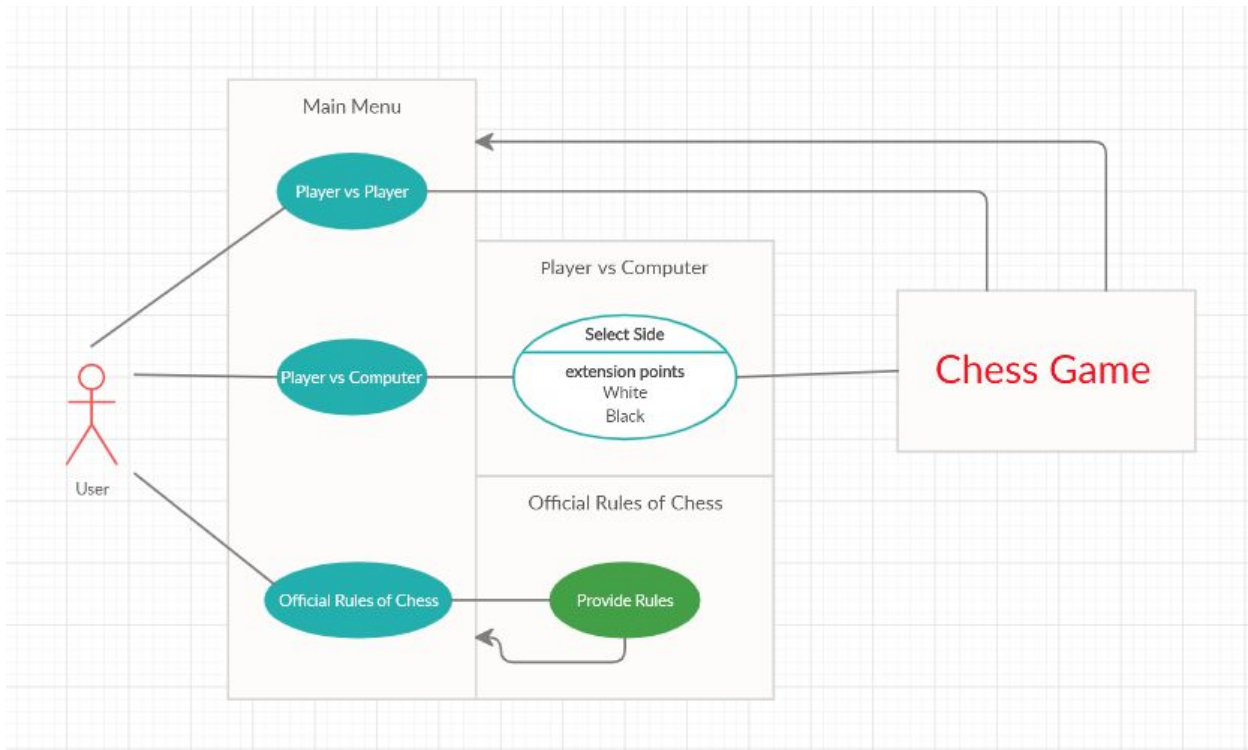 Main Menu
Player vs Player
Player vs Computer
Player vs Computer
Select Side
extension points
White
Black
Chess Game
User
Official Rules of Chess
Official Rules of Chess
Provide Rules